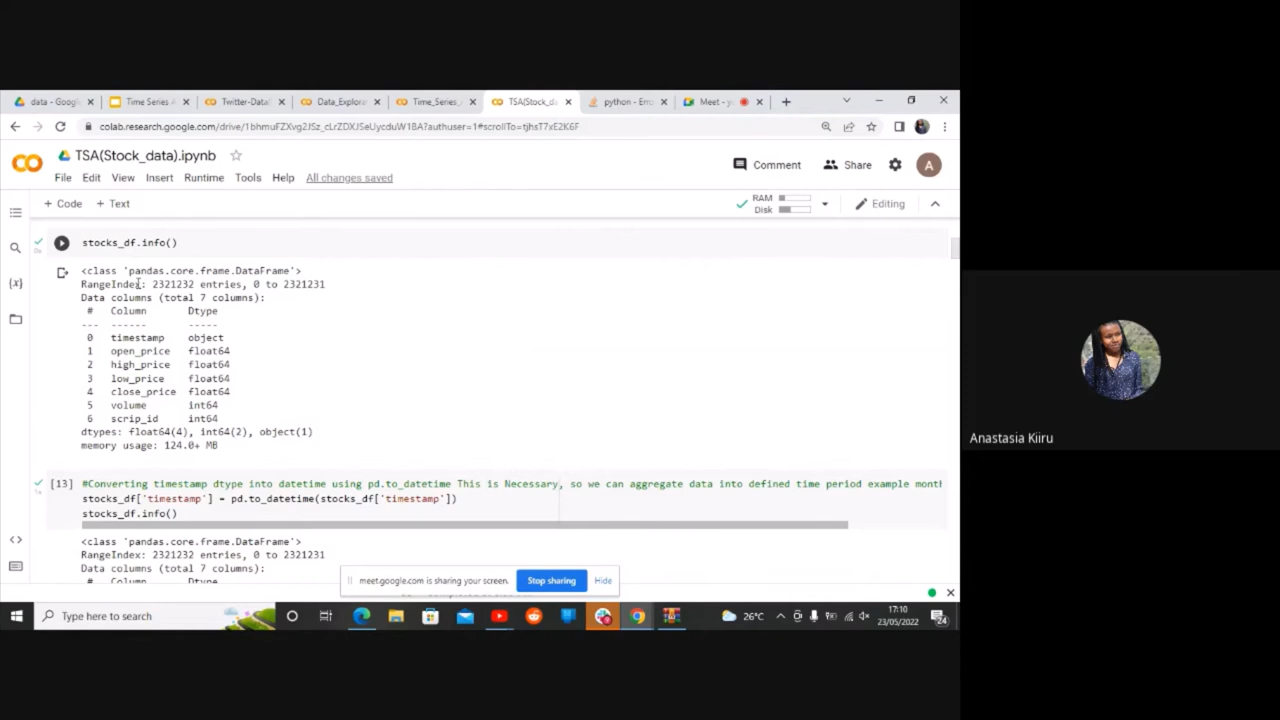 data - Googl
Time Series A
Twitter-Data
Data_Explora
Time_Series_
TSA(Stock_da
python - Erro
Meet - y
colab.research.google.com/drive/1bhmuFZXvg2JSz_cLrZDXJSeUycduW18A?authuser=1#scrollTo=tjhsT7xE2K6F
TSA(Stock_data).ipynb
Comment
Share
A
File Edit View Insert Runtime Tools Help All changes saved
+ Code + Text
RAM
Disk
Editing
stocks_df.info()
<class 'pandas.core.frame.DataFrame'>
RangeIndex: 2321232 entries, 0 to 2321231
Data columns (total 7 columns):
# Column Dtype
--- ------ -----
0 timestamp object
1 open_price float64
2 high_price float64
3 low_price float64
4 close_price float64
5 volume int64
6 scrip_id int64
dtypes: float64(4), int64(2), object(1)
memory usage: 124.0+ MB
[13] #Converting timestamp dtype into datetime using pd.to_datetime This is Necessary, so we can aggregate data into defined time period example mont
stocks_df['timestamp'] = pd.to_datetime(stocks_df['timestamp'])
stocks_df.info()
<class 'pandas.core.frame.DataFrame'>
RangeIndex: 2321232 entries, 0 to 2321231
Data columns (total 7 columns):
# Column Dtype
meet.google.com is sharing your screen.
Stop sharing
Hide
Type here to search
26°C
17:10
23/05/2022
24
Anastasia Kiiru